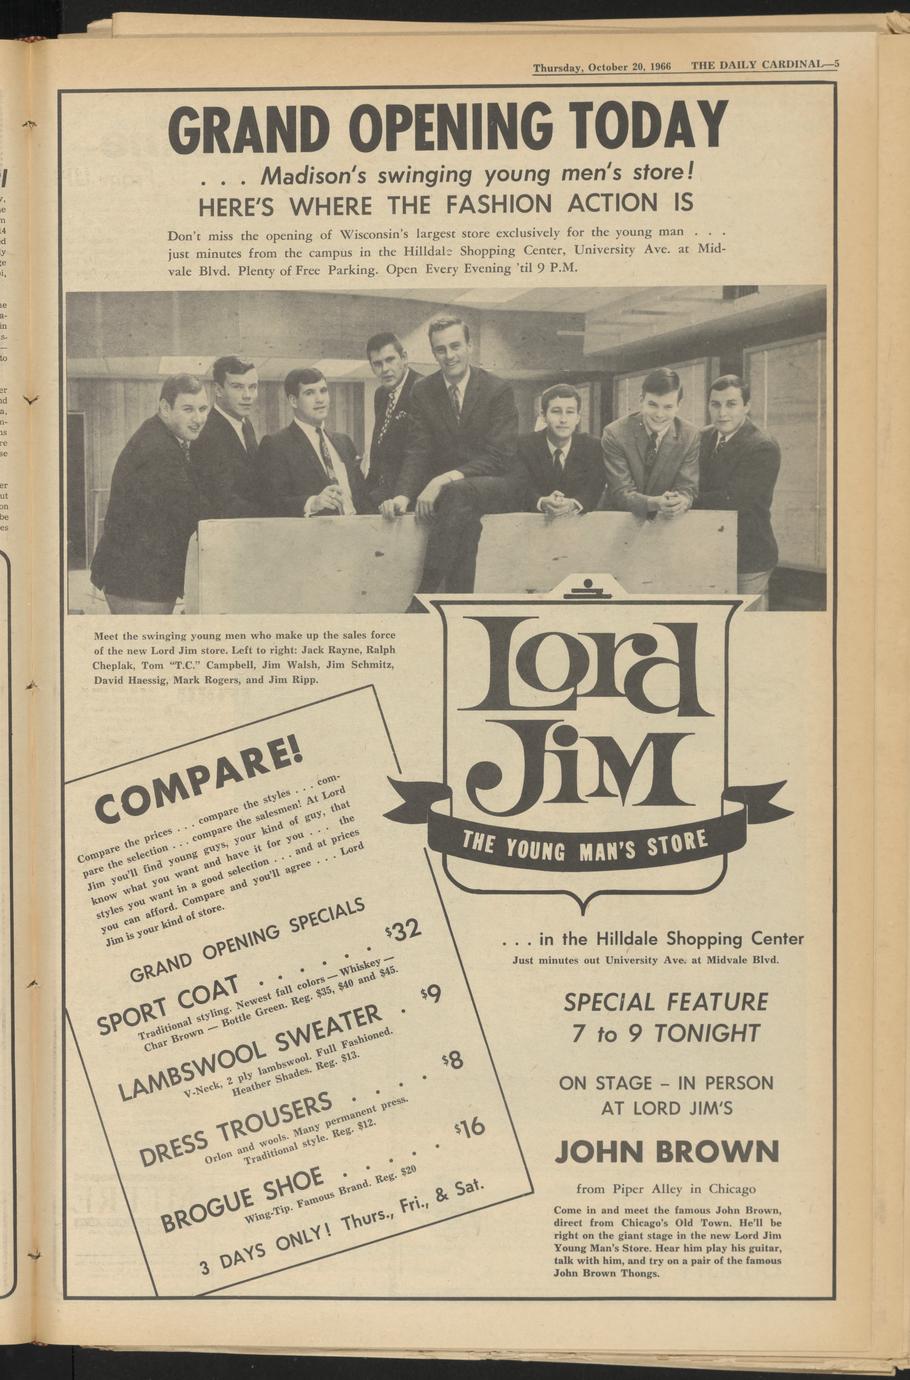 Thursday, October 20, 1966 THE DAILY CARDINAL—5
GRAND OPENING TODAY
. . . Madison's swinging young men's store!
HERE'S WHERE THE FASHION ACTION IS
Don't miss the opening of Wisconsin's largest store exclusively for the young man . . .
just minutes from the campus in the Hilldale Shopping Center, University Ave. at Mid-
vale Blvd. Plenty of Free Parking. Open Every Evening 'til 9 P.M.
Meet the swinging young men who make up the sales force
of the new Lord Jim store. Left to right: Jack Rayne, Ralph
Cheplak, Tom “T.C.” Campbell, Jim Walsh, Jim Schmitz,
David Haessig, Mark Rogers, and Jim Ripp.
COMPARE!
Compare the prices . . . compare the styles . . . com-
pare the selection . . . compare the salesmen! At Lord
Jim you'll find young guys, your kind of guy, that
know what you want and have it for you . . . the
styles you want in a good selection . . . and at prices
you can afford. Compare and you'll agree . . . Lord
Jim is your kind of store.
GRAND OPENING SPECIALS
SPORT COAT . . . . . . $32
Traditional styling. Newest fall colors — Whiskey —
Char Brown — Bottle Green. Reg. $35, $40 and $45.
LAMBSWOOL SWEATER . $9
V-Neck, 2 ply lambswool. Full Fashioned.
Heather Shades. Reg. $13.
DRESS TROUSERS . . . . $8
Orlon and wools. Many permanent press.
Traditional style. Reg. $12.
BROGUE SHOE . . . . . $16
Wing-Tip. Famous Brand. Reg. $20
3 DAYS ONLY! Thurs., Fri., & Sat.
Lord
Jim
THE YOUNG MAN'S STORE
. . . in the Hilldale Shopping Center
Just minutes out University Ave. at Midvale Blvd.
SPECIAL FEATURE
7 to 9 TONIGHT
ON STAGE – IN PERSON
AT LORD JIM'S
JOHN BROWN
from Piper Alley in Chicago
Come in and meet the famous John Brown,
direct from Chicago's Old Town. He'll be
right on the giant stage in the new Lord Jim
Young Man's Store. Hear him play his guitar,
talk with him, and try on a pair of the famous
John Brown Thongs.